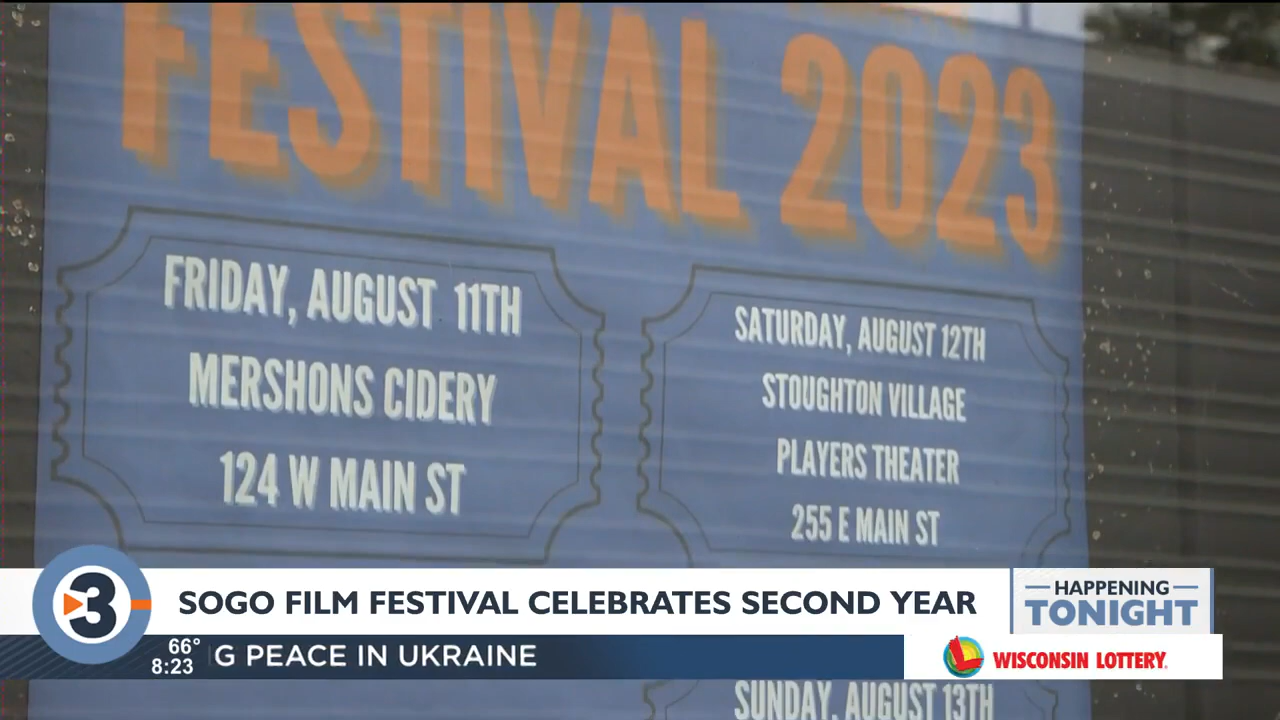 FESTIVAL 2023
FRIDAY, AUGUST 11TH
MERSHONS CIDERY
124 W MAIN ST
SATURDAY, AUGUST 12TH
STOUGHTON VILLAGE
PLAYERS THEATER
255 E MAIN ST
3
SOGO FILM FESTIVAL CELEBRATES SECOND YEAR
HAPPENING
TONIGHT
66°
8:23
G PEACE IN UKRAINE
WISCONSIN LOTTERY
SUNDAY, AUGUST 13TH